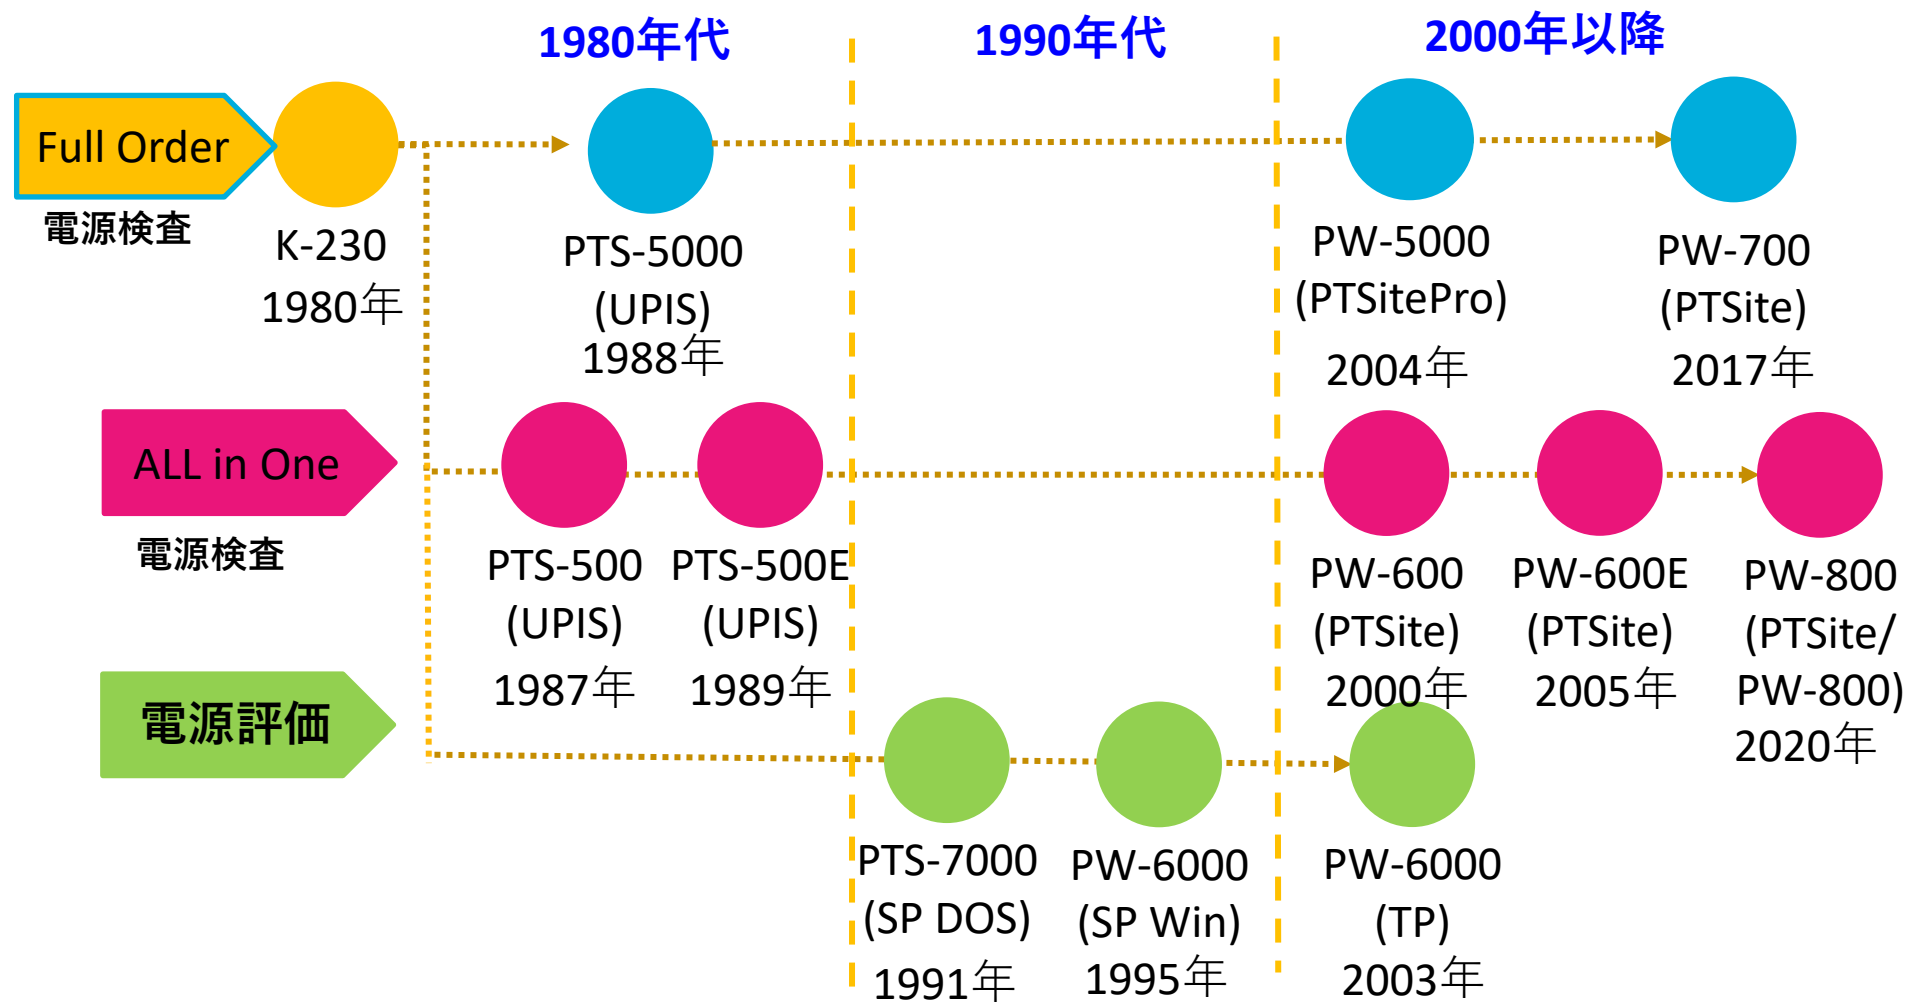 1980年代
1990年代
2000年以降
Full Order
電源検査
K-230
1980年
PTS-5000
(UPIS)
1988年
PW-5000
(PTSitePro)
2004年
PW-700
(PTSite)
2017年
ALL in One
電源検査
PTS-500
(UPIS)
1987年
PTS-500E
(UPIS)
1989年
PW-600
(PTSite)
2000年
PW-600E
(PTSite)
2005年
PW-800
(PTSite/
PW-800)
2020年
電源評価
PTS-7000
(SP DOS)
1991年
PW-6000
(SP Win)
1995年
PW-6000
(TP)
2003年